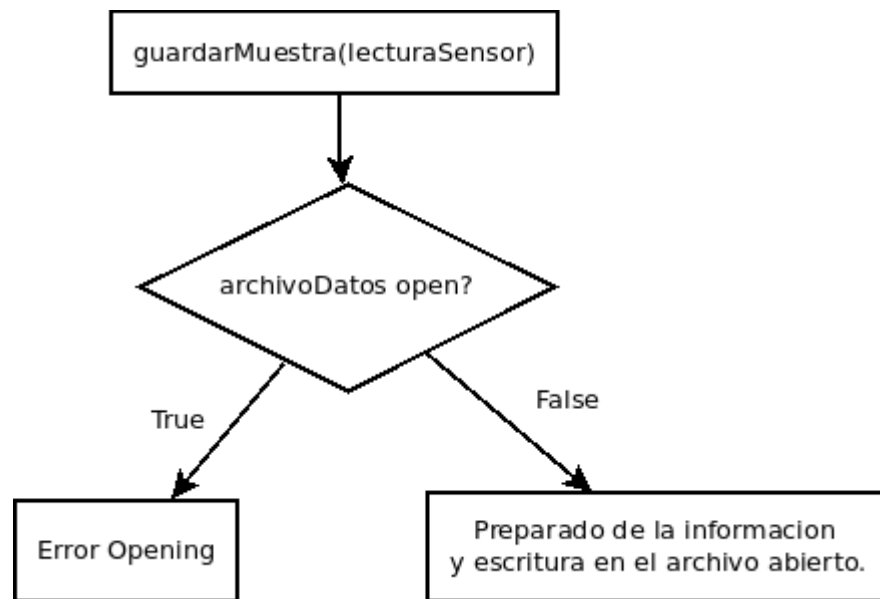 guardarMuestra(lecturaSensor)
archivoDatos open?
True
False
Error Opening
Preparado de la informacion
y escritura en el archivo abierto.